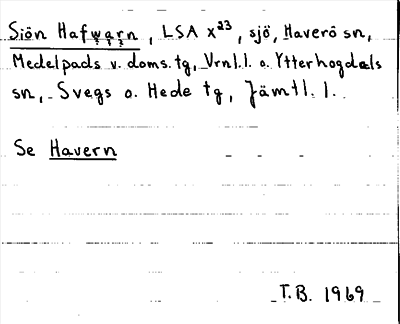 Siön Hafwąrn, LSA X²³, sjö, Haverö sn,
Medelpads v. doms. tg, Vrnl. l. o. Ytterhogdals
sn, Svegs o. Hede tg, Jämtl. l.
Se Havern
T.B. 1969